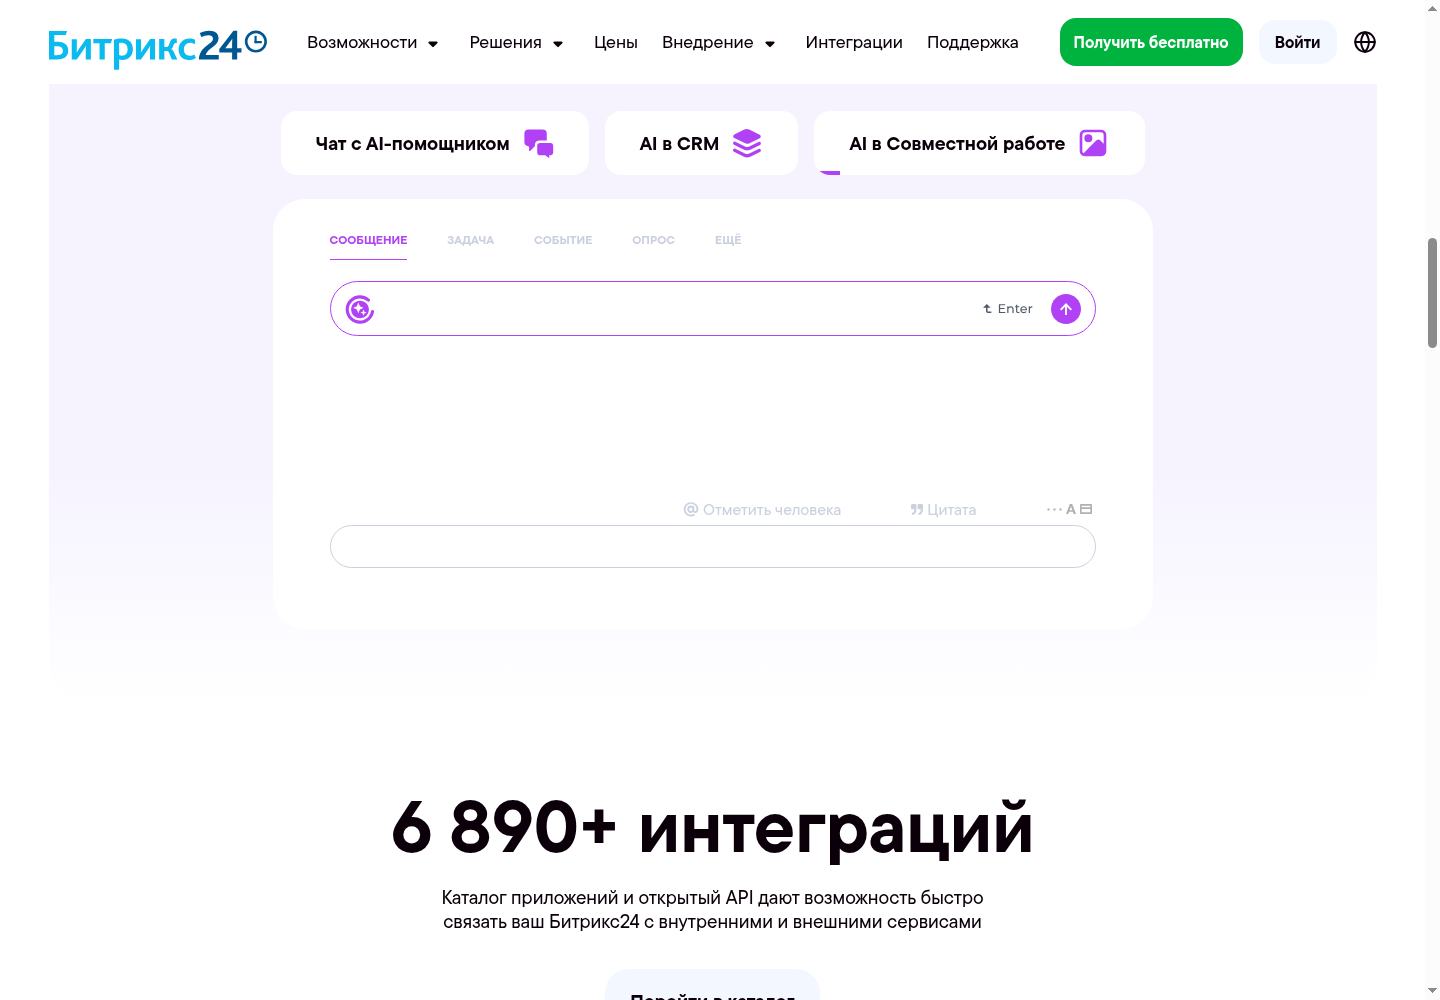 Битрикс24
Возможности
Решения
Цены
Внедрение
Интеграции
Поддержка
Получить бесплатно
Войти
Чат с AI-помощником
AI в CRM
AI в Совместной работе
СООБЩЕНИЕ
ЗАДАЧА
СОБЫТИЕ
ОПРОС
ЕЩЁ
Enter
Отметить человека
Цитата
A
6 890+ интеграций
Каталог приложений и открытый API дают возможность быстро
связать ваш Битрикс24 с внутренними и внешними сервисами
Перейти в каталог